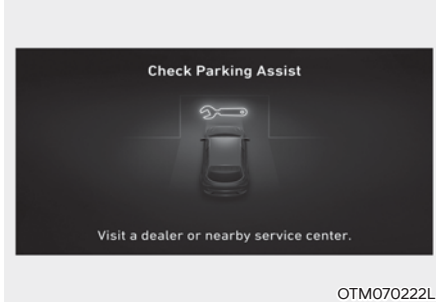 Check Parking Assist
Visit a dealer or nearby service center.
OTM070222L